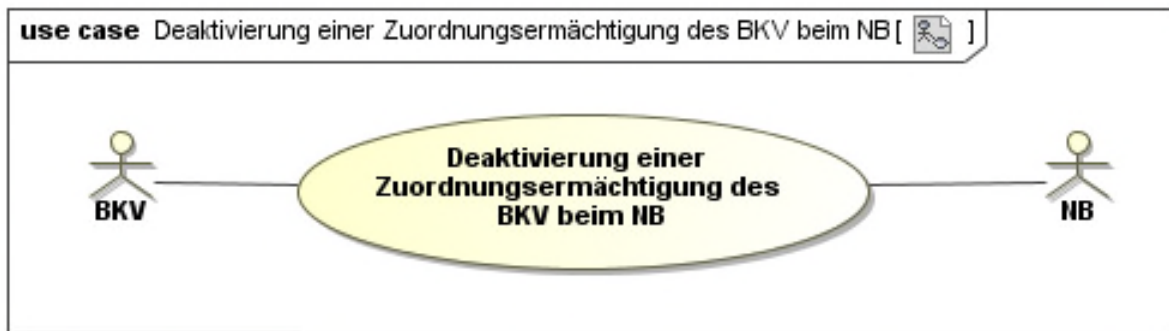 use case Deaktivierung einer Zuordnungsermächtigung des BKV beim NB [ ]
Deaktivierung einer
Zuordnungsermächtigung des
BKV beim NB
BKV
NB